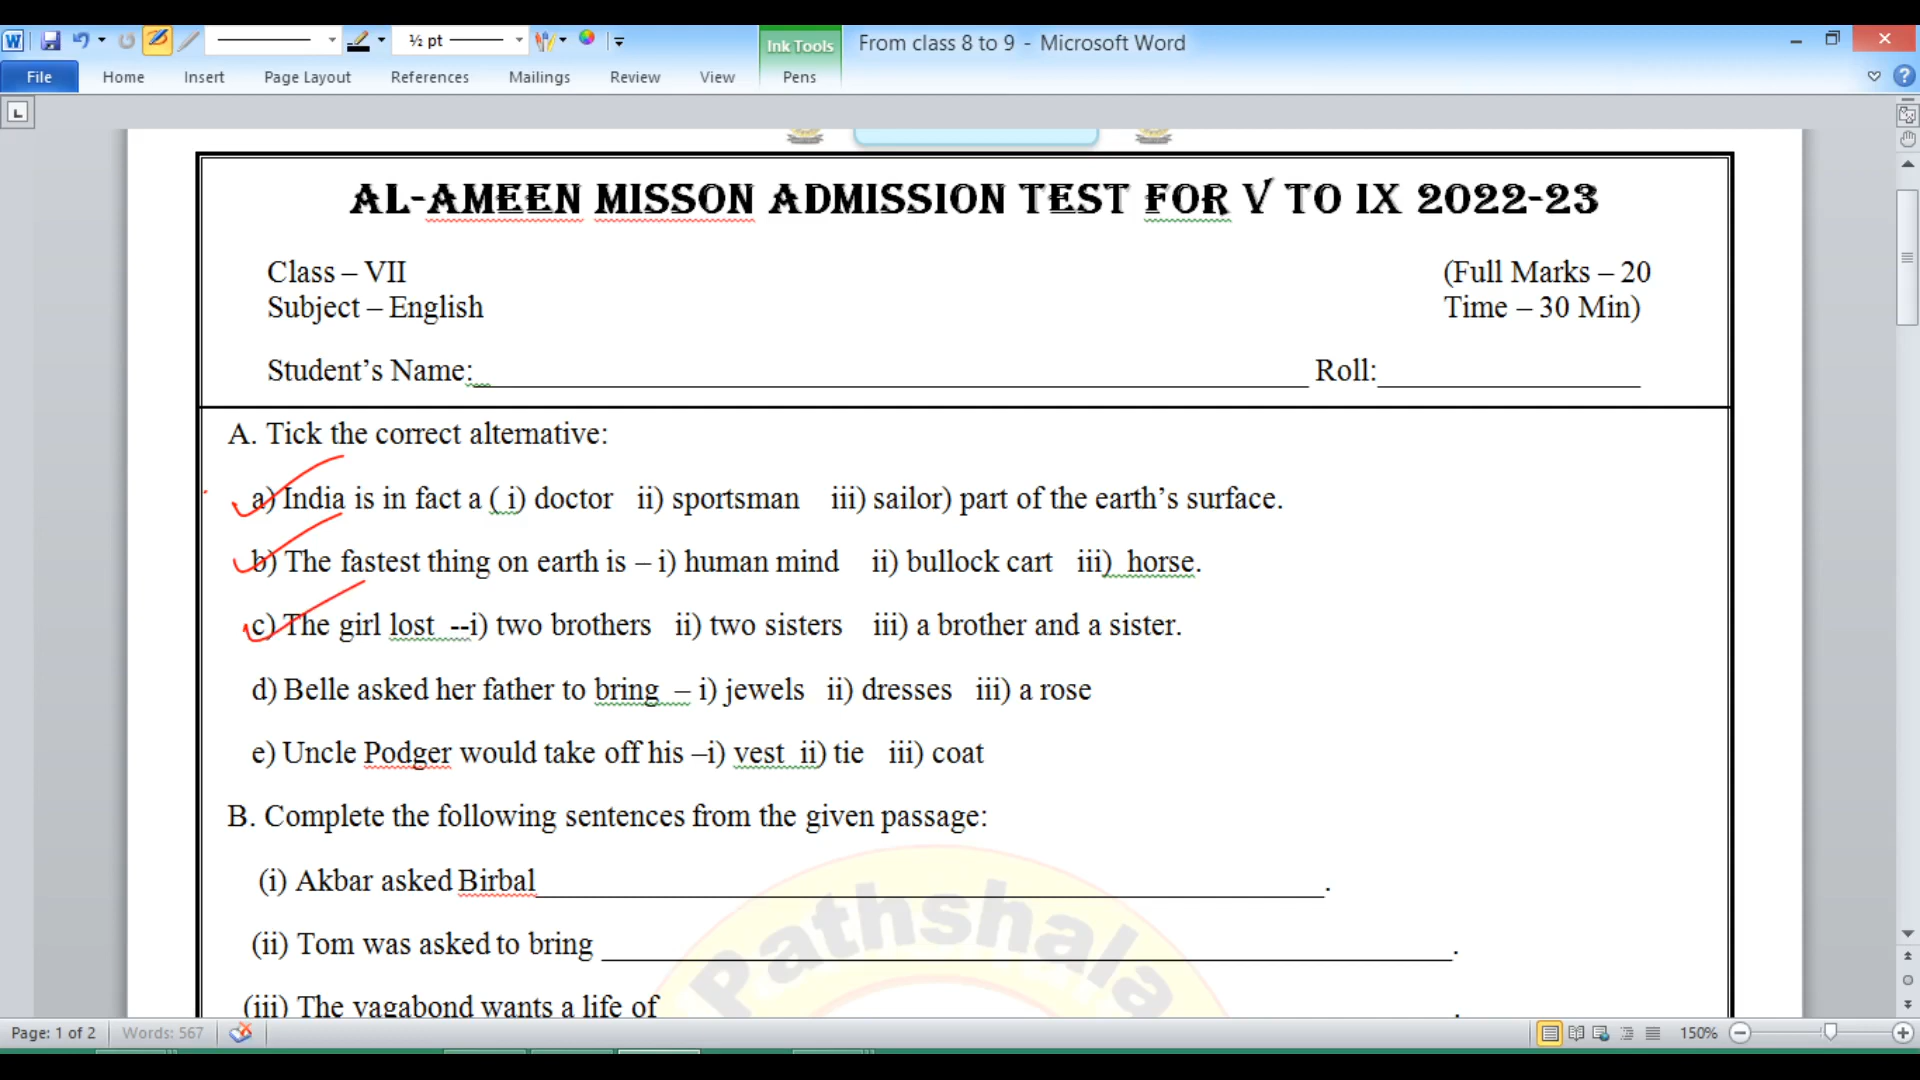 From class 8 to 9 - Microsoft Word
Ink Tools
½ pt
File Home Insert Page Layout References Mailings Review View Pens
AL-AMEEN MISSON ADMISSION TEST FOR V TO IX 2022-23
Class – VII (Full Marks – 20
Subject – English Time – 30 Min)
Student’s Name:____ Roll:____
A. Tick the correct alternative:
a) India is in fact a ( i) doctor ii) sportsman iii) sailor) part of the earth’s surface.
b) The fastest thing on earth is – i) human mind ii) bullock cart iii) horse.
c) The girl lost --i) two brothers ii) two sisters iii) a brother and a sister.
d) Belle asked her father to bring – i) jewels ii) dresses iii) a rose
e) Uncle Podger would take off his –i) vest ii) tie iii) coat
B. Complete the following sentences from the given passage:
(i) Akbar asked Birbal____.
(ii) Tom was asked to bring ____.
(iii) The vagabond wants a life of ____.
Pathshala
Page: 1 of 2 Words: 567 150%